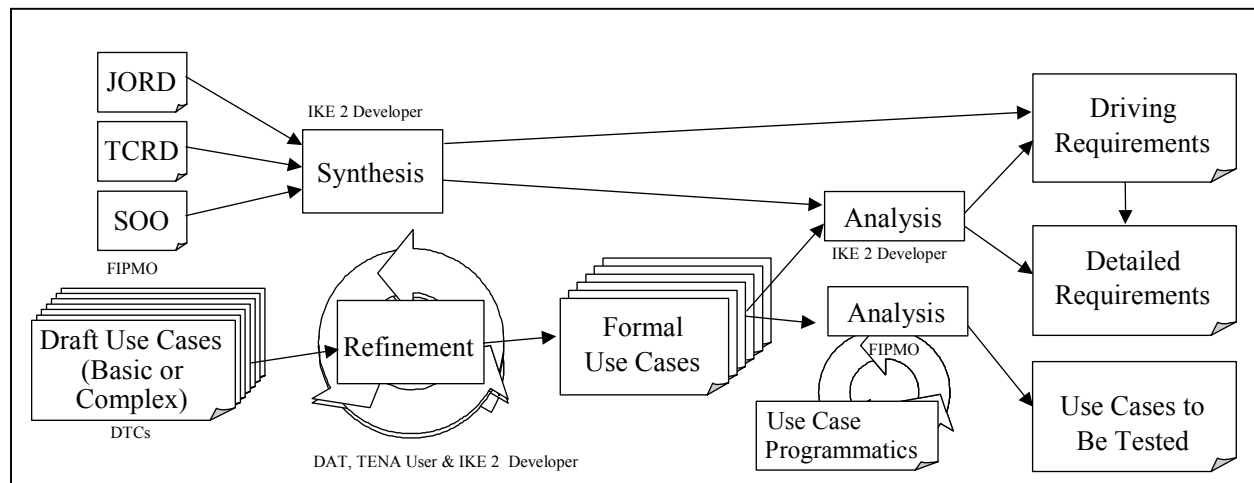 JORD
TCRD
SOO
FIPMO
IKE 2 Developer
Synthesis
Driving
Requirements
Analysis
IKE 2 Developer
Detailed
Requirements
Draft Use Cases
(Basic or
Complex)
DTCs
Refinement
DAT, TENA User & IKE 2 Developer
Formal
Use Cases
Analysis
FIPMO
Use Case
Programmatics
Use Cases to
Be Tested